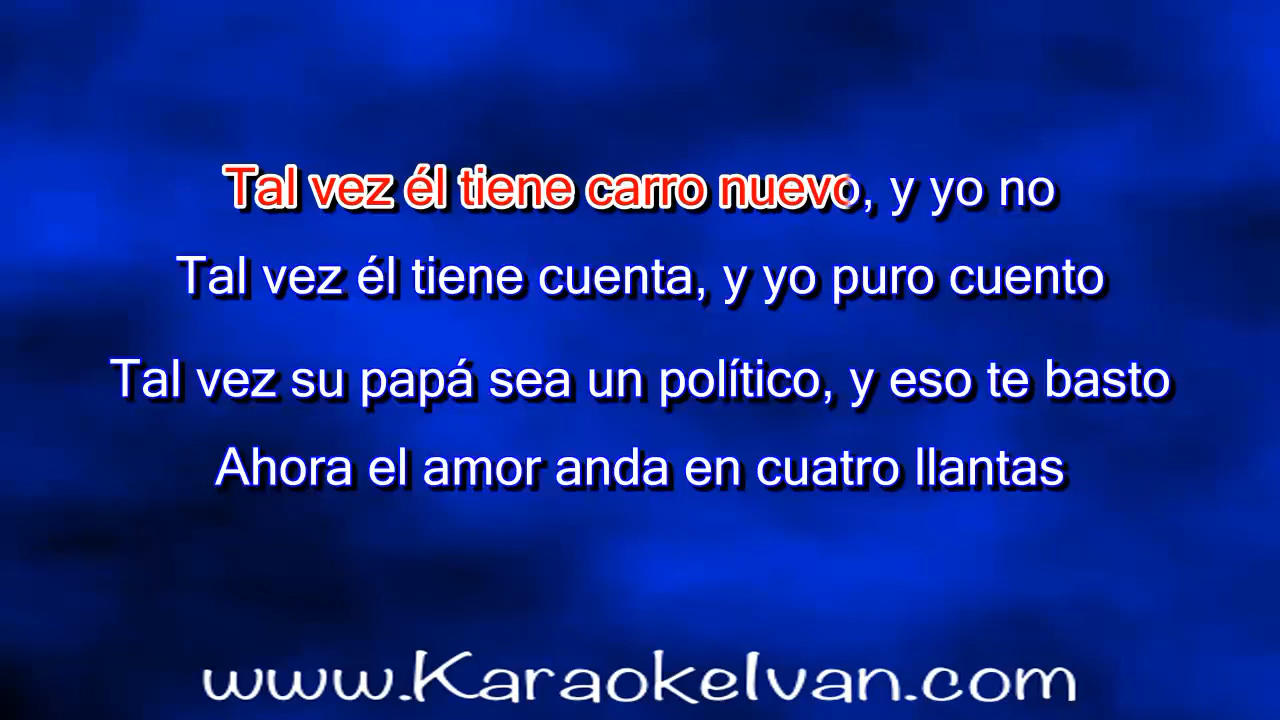 Tal vez él tiene carro nuevo, y yo no
Tal vez él tiene cuenta, y yo puro cuento
Tal vez su papá sea un político, y eso te basto
Ahora el amor anda en cuatro llantas
www.KaraokeIvan.com